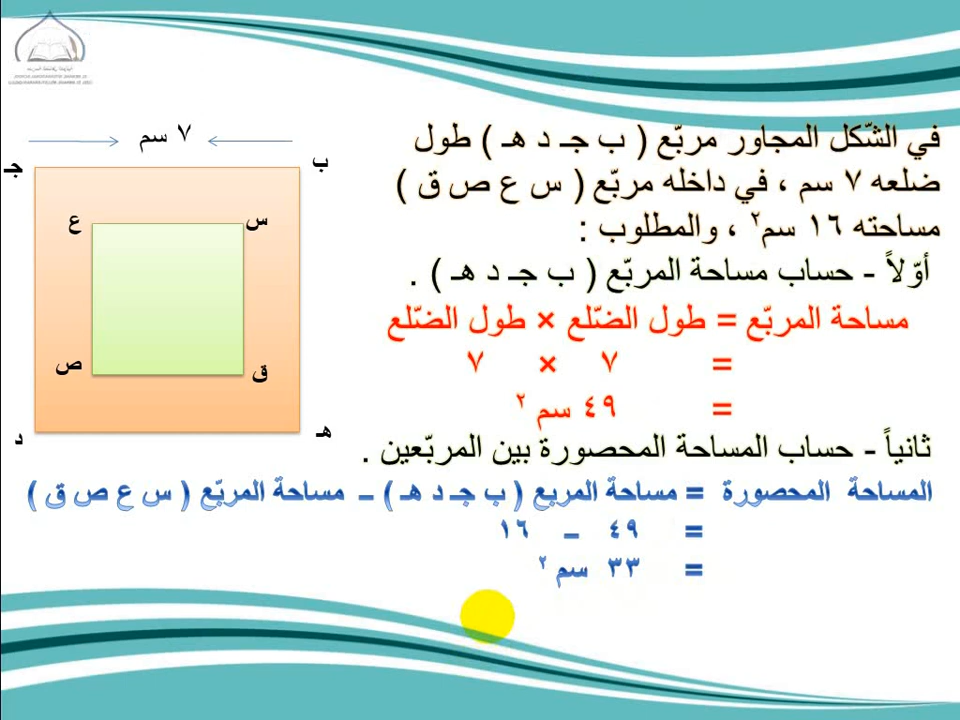 في الشّكل المجاور مربّع ( ب جـ د هـ ) طول
ضلعه ٧ سم ، في داخله مربّع ( س ع ص ق )
مساحته ١٦ سم٢ ، والمطلوب :
أوّلاً - حساب مساحة المربّع ( ب جـ د هـ ) .
مساحة المربّع = طول الضّلع × طول الضّلع
= ٧ × ٧
= ٤٩ سم ٢
ثانياً - حساب المساحة المحصورة بين المربّعين .
المساحة المحصورة = مساحة المربع ( ب جـ د هـ ) – مساحة المربّع ( س ع ص ق )
= ٤٩ – ١٦
= ٣٣ سم ٢
٧ سم
ب
جـ
س
ع
ص
ق
هـ
د